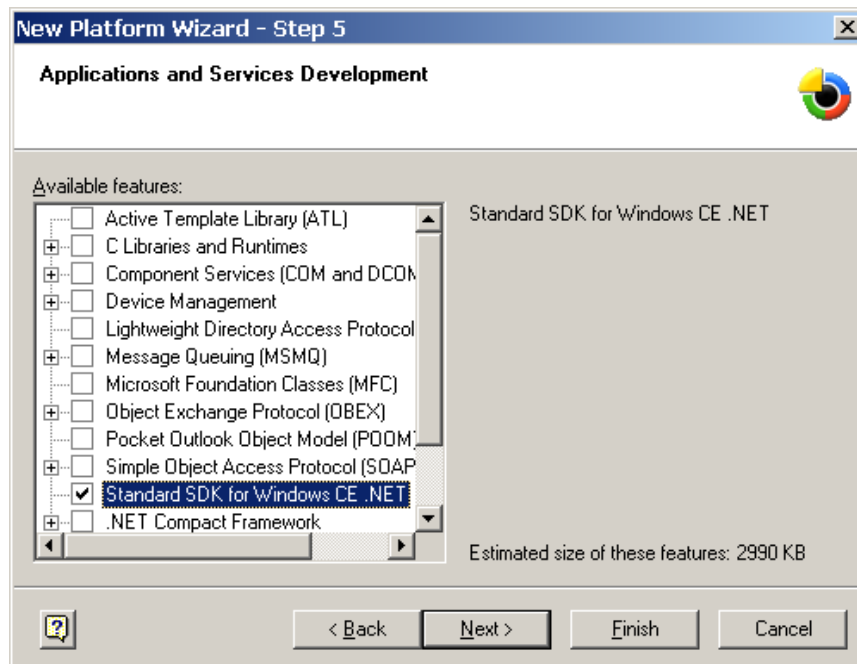 New Platform Wizard - Step 5
Applications and Services Development
Available features:
Active Template Library (ATL)
C Libraries and Runtimes
Component Services (COM and DCOM
Device Management
Lightweight Directory Access Protocol
Message Queuing (MSMQ)
Microsoft Foundation Classes (MFC)
Object Exchange Protocol (OBEX)
Pocket Outlook Object Model (POOM)
Simple Object Access Protocol (SOAP
Standard SDK for Windows CE .NET
.NET Compact Framework
Standard SDK for Windows CE .NET
Estimated size of these features: 2990 KB
?
< Back
Next >
Finish
Cancel